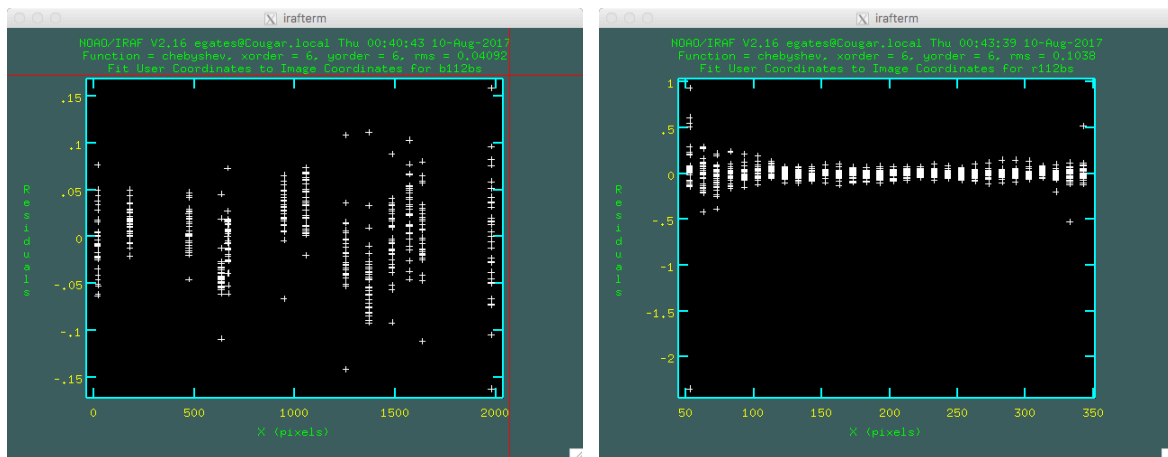 irafterm
NOAO/IRAF V2.16 egates@Cougar.local Thu 00:40:43 10-Aug-2017
Function = chebyshev, xorder = 6, yorder = 6, rms = 0.04092
Fit User Coordinates to Image Coordinates for b112bs
.15
.1
.05
0
-.05
-.1
-.15
Residuals
0 500 1000 1500 2000
X (pixels)
irafterm
NOAO/IRAF V2.16 egates@Cougar.local Thu 00:43:39 10-Aug-2017
Function = chebyshev, xorder = 6, yorder = 6, rms = 0.1038
Fit User Coordinates to Image Coordinates for r112bs
1
.5
0
-.5
-1
-1.5
-2
Residuals
50 100 150 200 250 300 350
X (pixels)